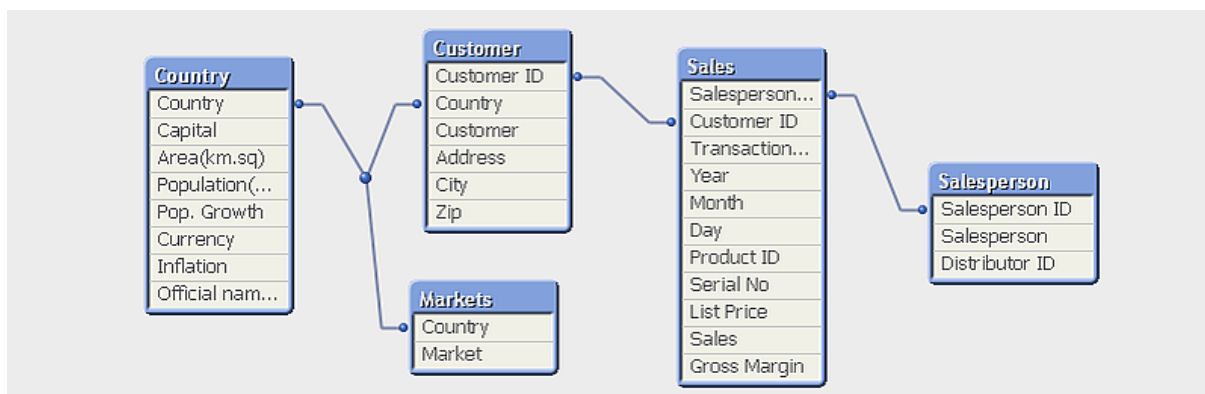 Country
Country
Capital
Area(km.sq)
Population(...
Pop. Growth
Currency
Inflation
Official nam...
Customer
Customer ID
Country
Customer
Address
City
Zip
Markets
Country
Market
Sales
Salesperson...
Customer ID
Transaction...
Year
Month
Day
Product ID
Serial No
List Price
Sales
Gross Margin
Salesperson
Salesperson ID
Salesperson
Distributor ID